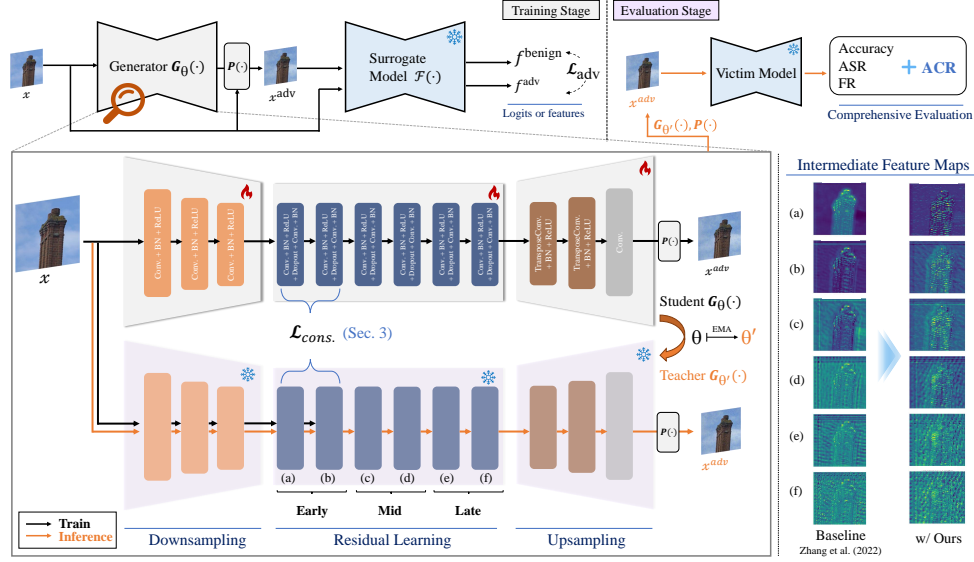 Training Stage
Evaluation Stage
x
Generator G_θ(·)
P(·)
x^adv
Surrogate
Model F(·)
f^benign
f^adv
L_adv
Logits or features
x^adv
G_θ′(·), P(·)
Victim Model
Accuracy
ASR
FR
+ ACR
Comprehensive Evaluation
x
Conv. + BN + ReLU
Conv. + BN + ReLU
Conv. + BN + ReLU
Conv. + BN + ReLU
+ Dropout + Conv. + BN
Conv. + BN + ReLU
+ Dropout + Conv. + BN
Conv. + BN + ReLU
+ Dropout + Conv. + BN
Conv. + BN + ReLU
+ Dropout + Conv. + BN
Conv. + BN + ReLU
+ Dropout + Conv. + BN
Conv. + BN + ReLU
+ Dropout + Conv. + BN
TransposeConv.
+ BN + ReLU
TransposeConv.
+ BN + ReLU
Conv.
P(·)
x^adv
L_cons. (Sec. 3)
Student G_θ(·)
θ EMA θ′
Teacher G_θ′(·)
P(·)
x^adv
(a)
(b)
(c)
(d)
(e)
(f)
Early
Mid
Late
Train
Inference
Downsampling
Residual Learning
Upsampling
Intermediate Feature Maps
(a)
(b)
(c)
(d)
(e)
(f)
Baseline
Zhang et al. (2022)
w/ Ours